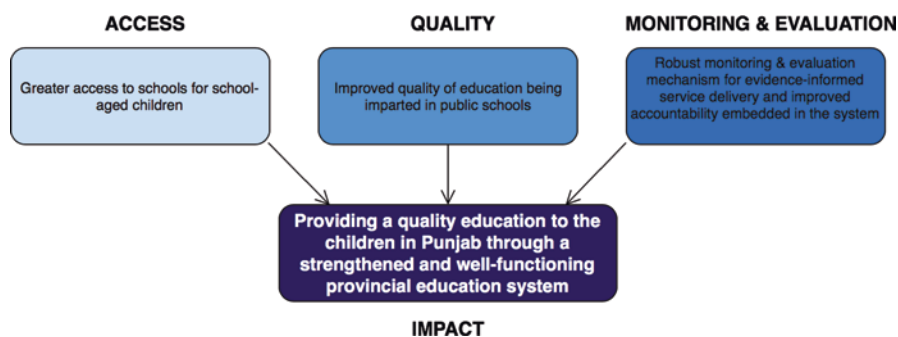 ACCESS
Greater access to schools for school-
aged children
QUALITY
Improved quality of education being
imparted in public schools
MONITORING & EVALUATION
Robust monitoring & evaluation
mechanism for evidence-informed
service delivery and improved
accountability embedded in the system
Providing a quality education to the
children in Punjab through a
strengthened and well-functioning
provincial education system
IMPACT